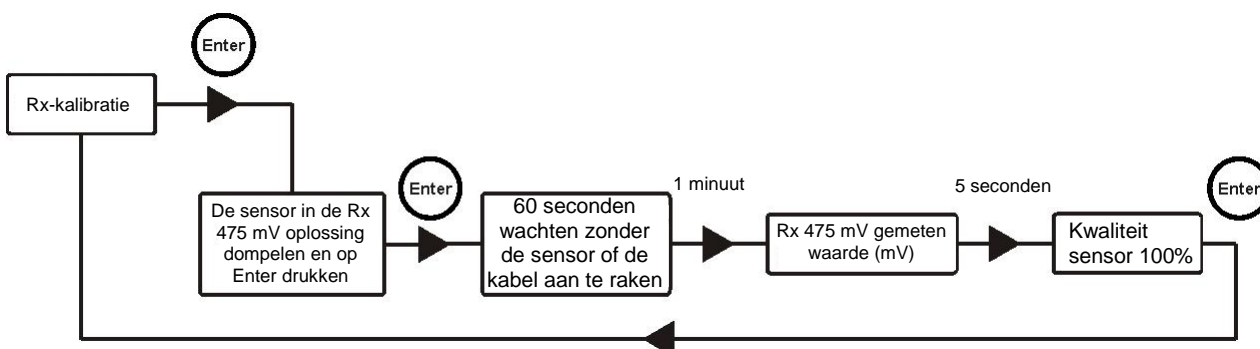 Enter
Rx-kalibratie
De sensor in de Rx
475 mV oplossing
dompelen en op
Enter drukken
Enter
60 seconden
wachten zonder
de sensor of de
kabel aan te raken
1 minuut
Rx 475 mV gemeten
waarde (mV)
5 seconden
Kwaliteit
sensor 100%
Enter